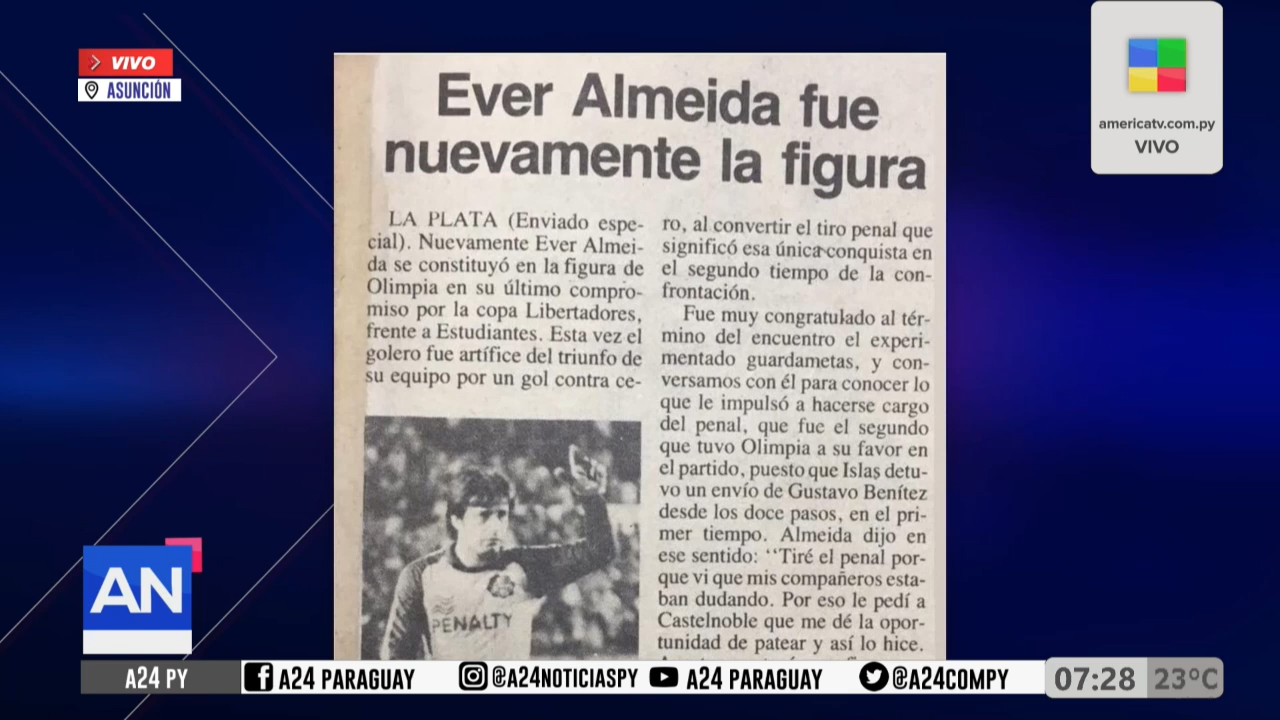 VIVO
ASUNCIÓN
americatv.com.py
VIVO
Ever Almeida fue
nuevamente la figura
LA PLATA (Enviado espe-
cial). Nuevamente Ever Almei-
da se constituyó en la figura de
Olimpia en su último compro-
miso por la copa Libertadores,
frente a Estudiantes. Esta vez el
golero fue artífice del triunfo de
su equipo por un gol contra ce-
ro, al convertir el tiro penal que
significó esa única conquista en
el segundo tiempo de la con-
frontación.
Fue muy congratulado al tér-
mino del encuentro el experi-
mentado guardametas, y con-
versamos con él para conocer lo
que le impulsó a hacerse cargo
del penal, que fue el segundo
que tuvo Olimpia a su favor en
el partido, puesto que Islas detu-
vo un envío de Gustavo Benítez
desde los doce pasos, en el pri-
mer tiempo. Almeida dijo en
ese sentido: “Tiré el penal por-
que vi que mis compañeros esta-
ban dudando. Por eso le pedí a
Castelnoble que me dé la opor-
tunidad de patear y así lo hice.
PENALTY
AN
A24 PY
A24 PARAGUAY
@A24NOTICIASPY
A24 PARAGUAY
@A24COMPY
07:28
23°C